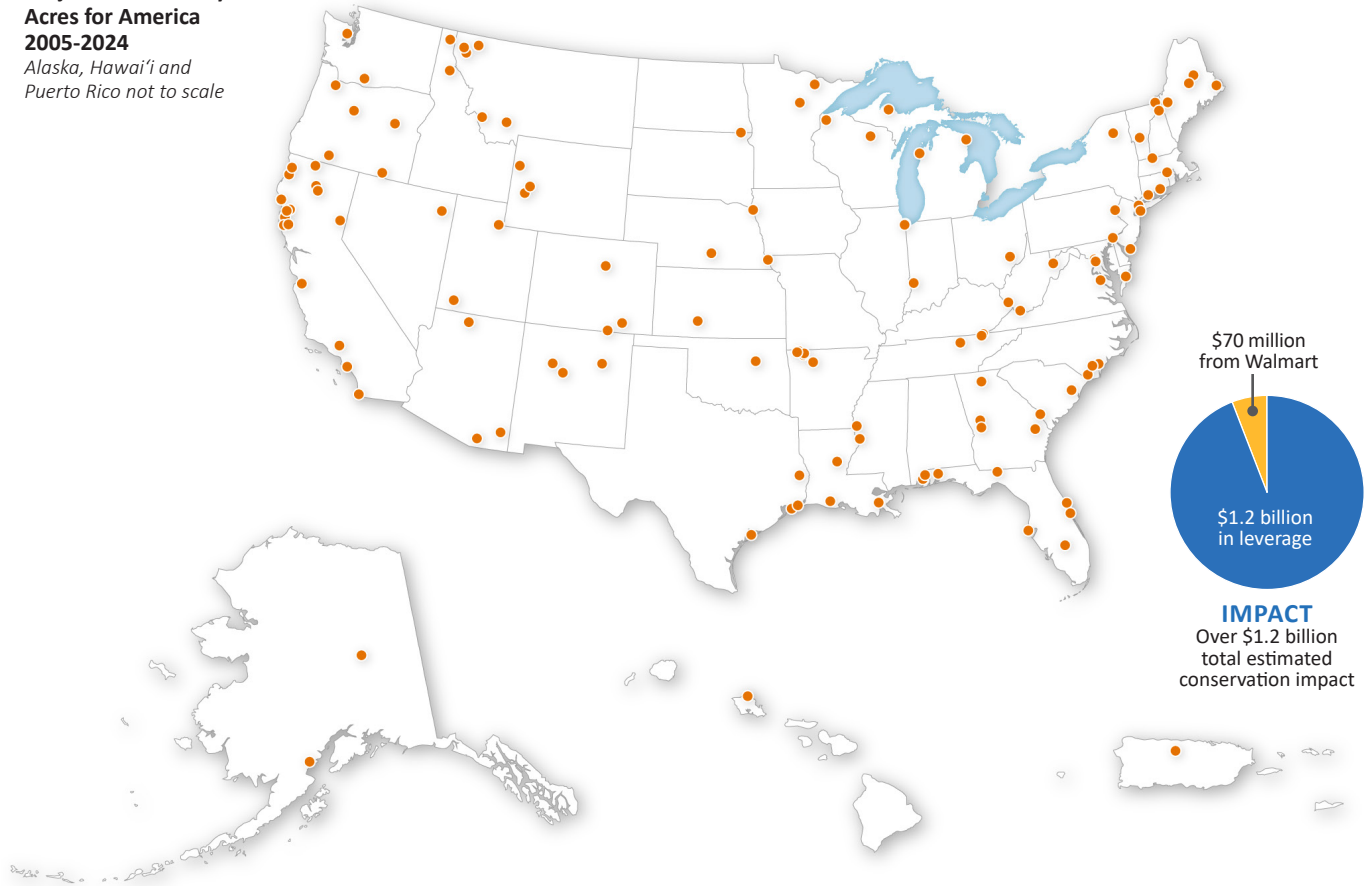 Acres for America
2005-2024
Alaska, Hawai‘i and
Puerto Rico not to scale
$70 million
from Walmart
$1.2 billion
in leverage
IMPACT
Over $1.2 billion
total estimated
conservation impact